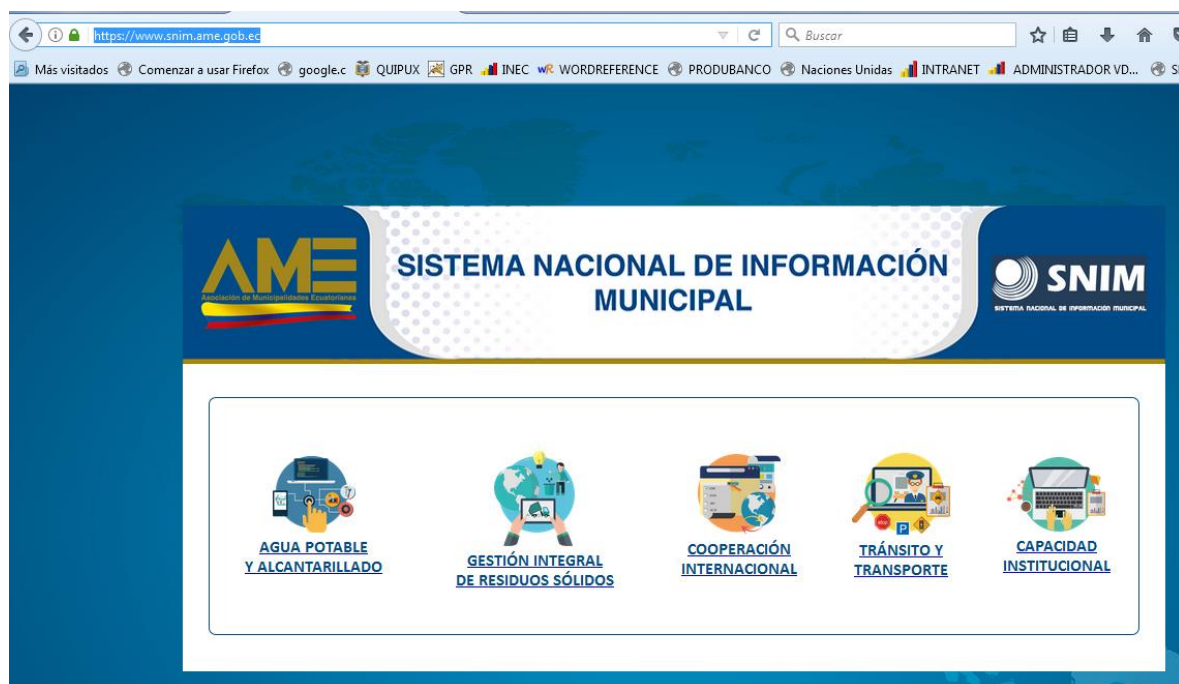 https://www.snim.ame.gob.ec
Buscar
Más visitados Comenzar a usar Firefox google.c QUIPUX GPR INEC WORDREFERENCE PRODUBANCO Naciones Unidas INTRANET ADMINISTRADOR VD...
AME
Asociación de Municipalidades Ecuatorianas
SISTEMA NACIONAL DE INFORMACIÓN
MUNICIPAL
SNIM
SISTEMA NACIONAL DE INFORMACIÓN MUNICIPAL
AGUA POTABLE
Y ALCANTARILLADO
GESTIÓN INTEGRAL
DE RESIDUOS SÓLIDOS
COOPERACIÓN
INTERNACIONAL
P
TRÁNSITO Y
TRANSPORTE
CAPACIDAD
INSTITUCIONAL